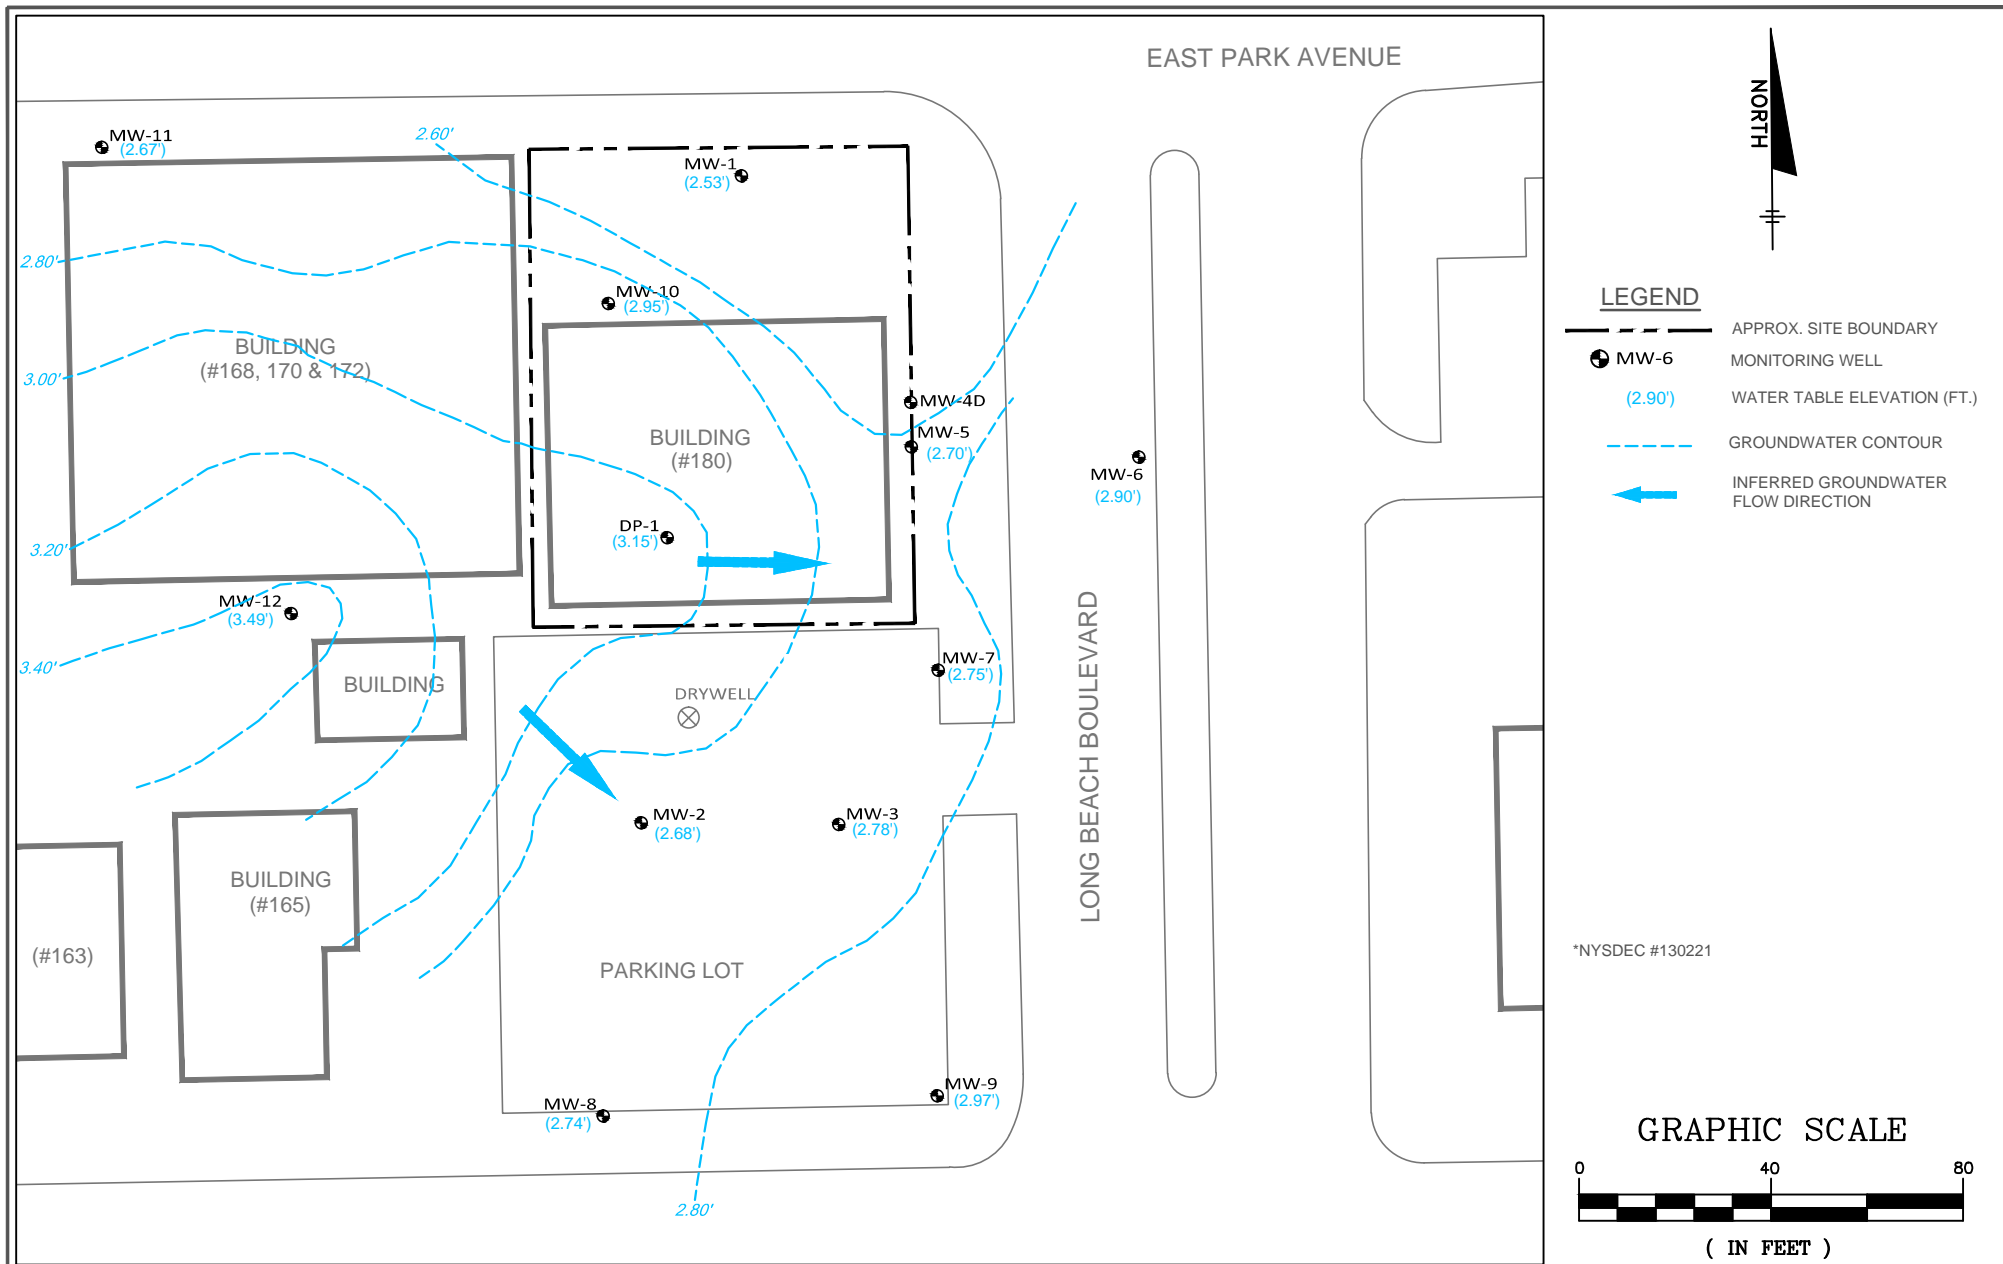 EAST PARK AVENUE
MW-11
(2.67')
2.60'
MW-1
(2.53')
2.80'
MW-10
(2.95')
BUILDING
(#168, 170 & 172)
3.00'
MW-4D
BUILDING
(#180)
MW-5
(2.70')
MW-6
(2.90')
DP-1
(3.15')
3.20'
MW-12
(3.49')
3.40'
BUILDING
MW-7
(2.75')
DRYWELL
LONG BEACH BOULEVARD
MW-2
(2.68')
MW-3
(2.78')
BUILDING
(#165)
(#163)
PARKING LOT
MW-8
(2.74')
MW-9
(2.97')
2.80'
NORTH
LEGEND
APPROX. SITE BOUNDARY
MW-6
MONITORING WELL
(2.90')
WATER TABLE ELEVATION (FT.)
GROUNDWATER CONTOUR
INFERRED GROUNDWATER
FLOW DIRECTION
*NYSDEC #130221
GRAPHIC SCALE
0 40 80
( IN FEET )